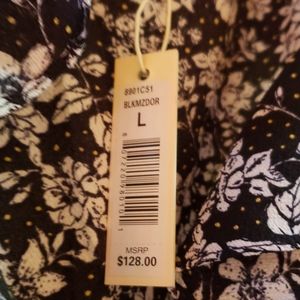 8901C51
BLKMZDOR
L
MSRP
$128.00